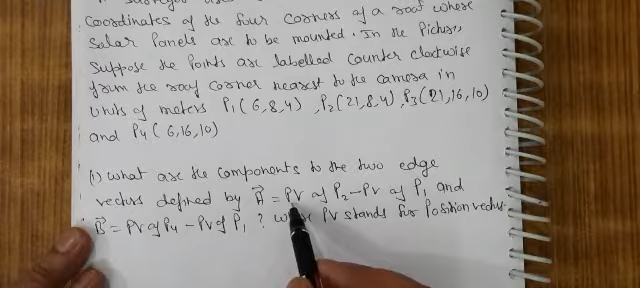 Coordinates of the four corners of a roof where
Solar Panels are to be mounted. In the Picture,
Suppose the Points are labelled Counter Clockwise
from the roof corner nearest to the camera in
Units of meters P1(6,8,4), P2(21,8,4), P3(21,16,10)
and P4(6,16,10)
(1) What are the components to the two edge
vectors defined by A⃗ = PV of P2 - PV of P1 and
B⃗ = PV of P4 - PV of P1 ? where PV stands for Position vector.